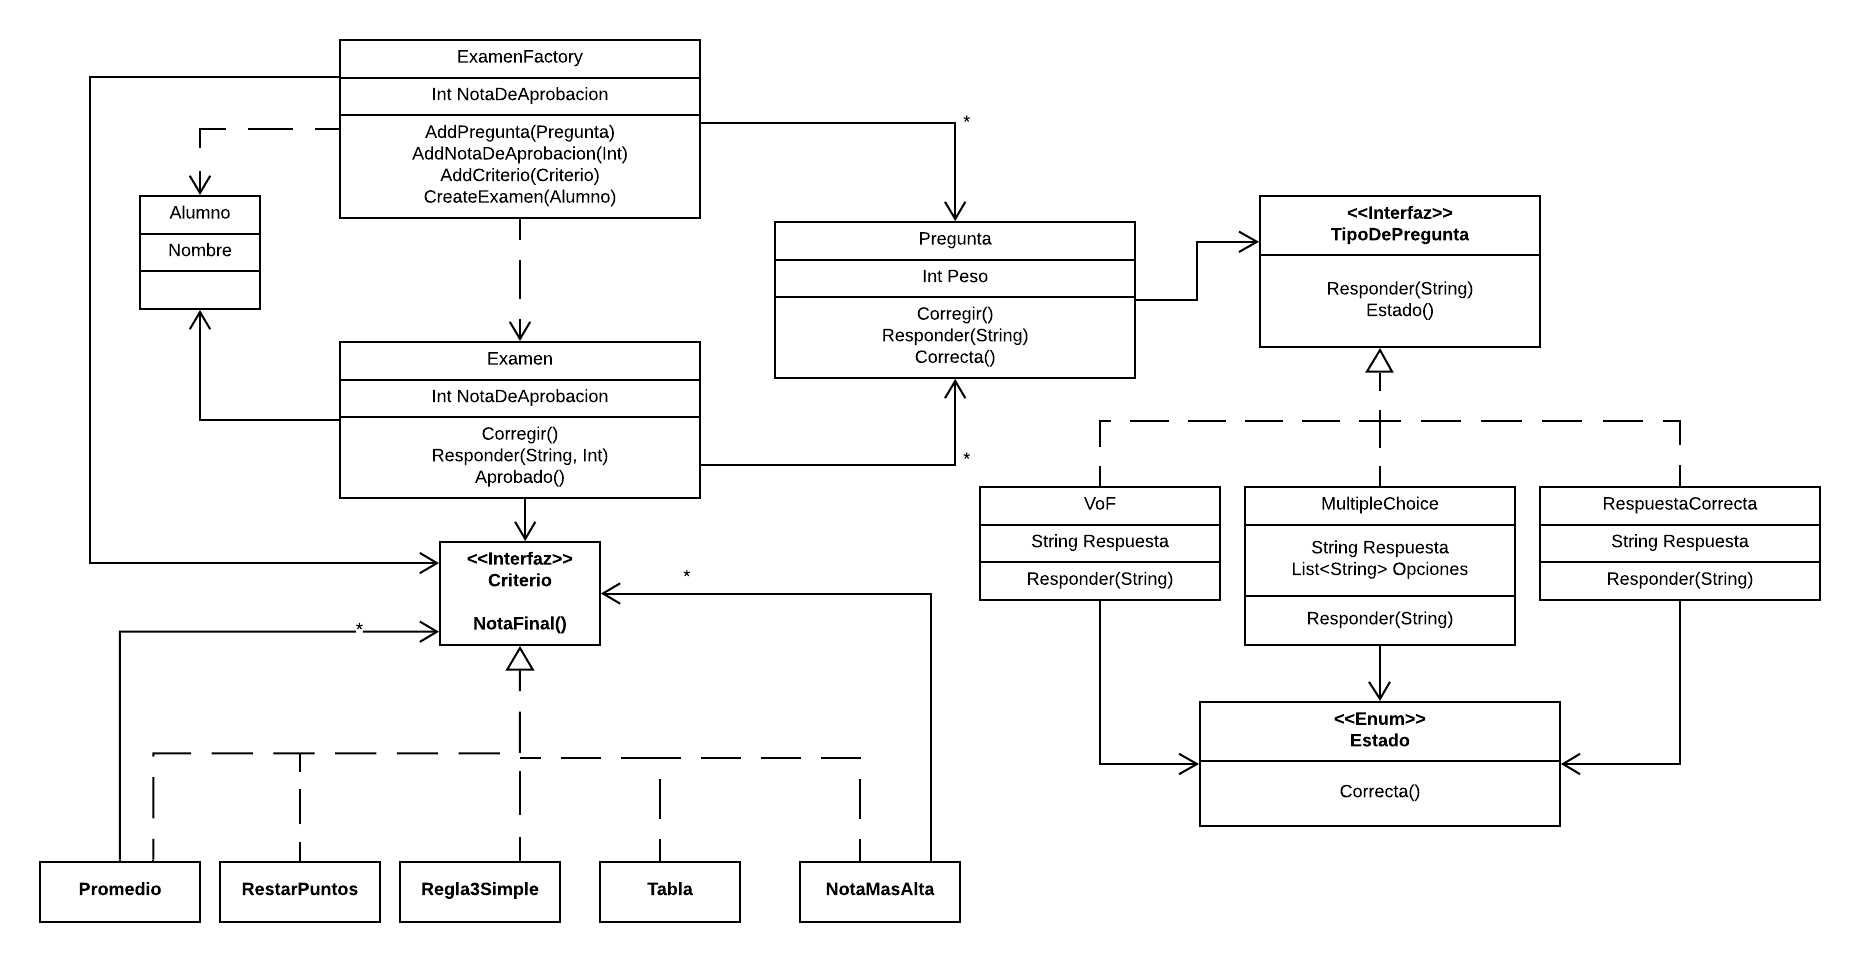 ExamenFactory
Int NotaDeAprobacion
AddPregunta(Pregunta)
AddNotaDeAprobacion(Int)
AddCriterio(Criterio)
CreateExamen(Alumno)
*
Alumno
Nombre
Pregunta
Int Peso
Corregir()
Responder(String)
Correcta()
<<Interfaz>>
TipoDePregunta
Responder(String)
Estado()
Examen
Int NotaDeAprobacion
Corregir()
Responder(String, Int)
Aprobado()
*
VoF
String Respuesta
Responder(String)
MultipleChoice
String Respuesta
List<String> Opciones
Responder(String)
RespuestaCorrecta
String Respuesta
Responder(String)
<<Interfaz>>
Criterio
NotaFinal()
*
*
<<Enum>>
Estado
Correcta()
Promedio
RestarPuntos
Regla3Simple
Tabla
NotaMasAlta